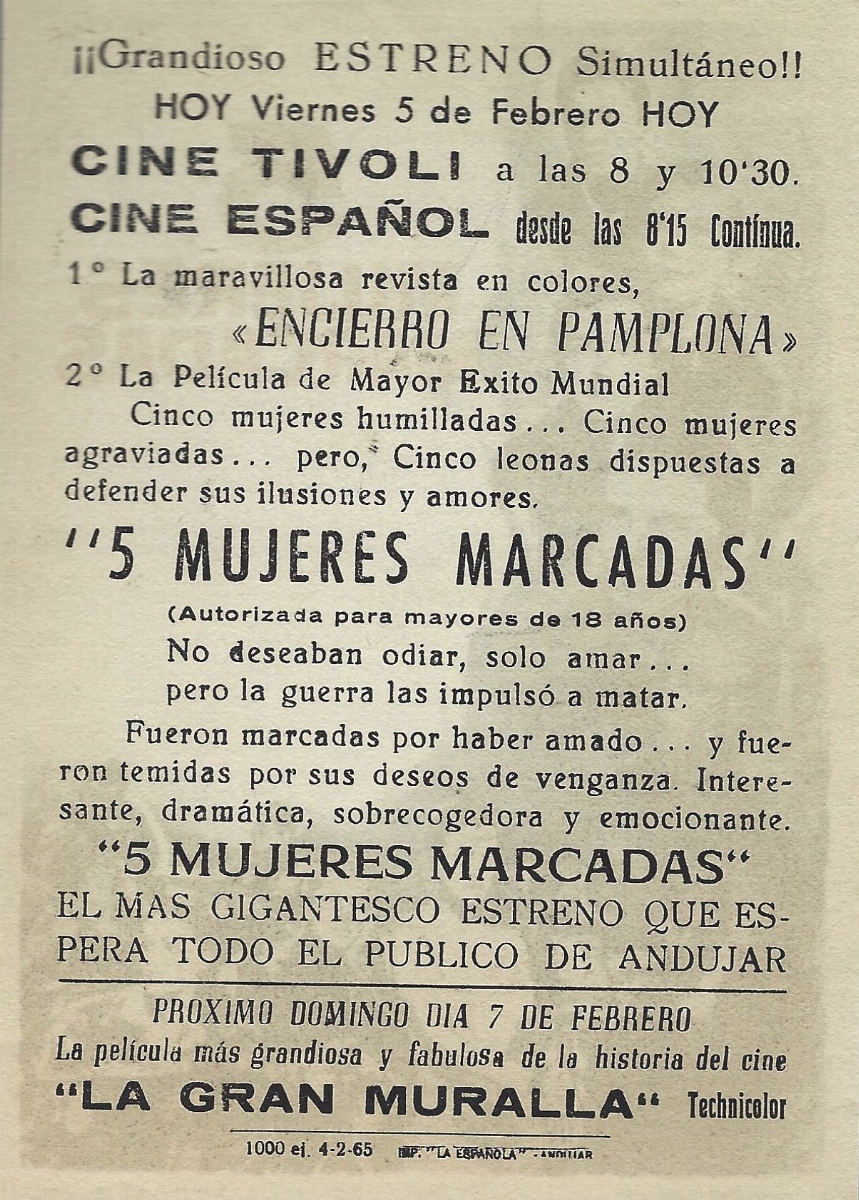 ¡¡Grandioso ESTRENO Simultáneo!!
HOY Viernes 5 de Febrero HOY
CINE TIVOLI a las 8 y 10'30.
CINE ESPAÑOL desde las 8'15 Contínua.
1º La maravillosa revista en colores,
«ENCIERRO EN PAMPLONA»
2º La Película de Mayor Exito Mundial
Cinco mujeres humilladas... Cinco mujeres
agraviadas... pero, Cinco leonas dispuestas a
defender sus ilusiones y amores.
"5 MUJERES MARCADAS"
(Autorizada para mayores de 18 años)
No deseaban odiar, solo amar...
pero la guerra las impulsó a matar.
Fueron marcadas por haber amado... y fue-
ron temidas por sus deseos de venganza. Intere-
sante, dramática, sobrecogedora y emocionante.
"5 MUJERES MARCADAS"
EL MAS GIGANTESCO ESTRENO QUE ES-
PERA TODO EL PUBLICO DE ANDUJAR
PROXIMO DOMINGO DIA 7 DE FEBRERO
La película más grandiosa y fabulosa de la historia del cine
"LA GRAN MURALLA" Technicolor
1000 ej. 4-2-65 IMP. "LA ESPAÑOLA" - ANDUJAR